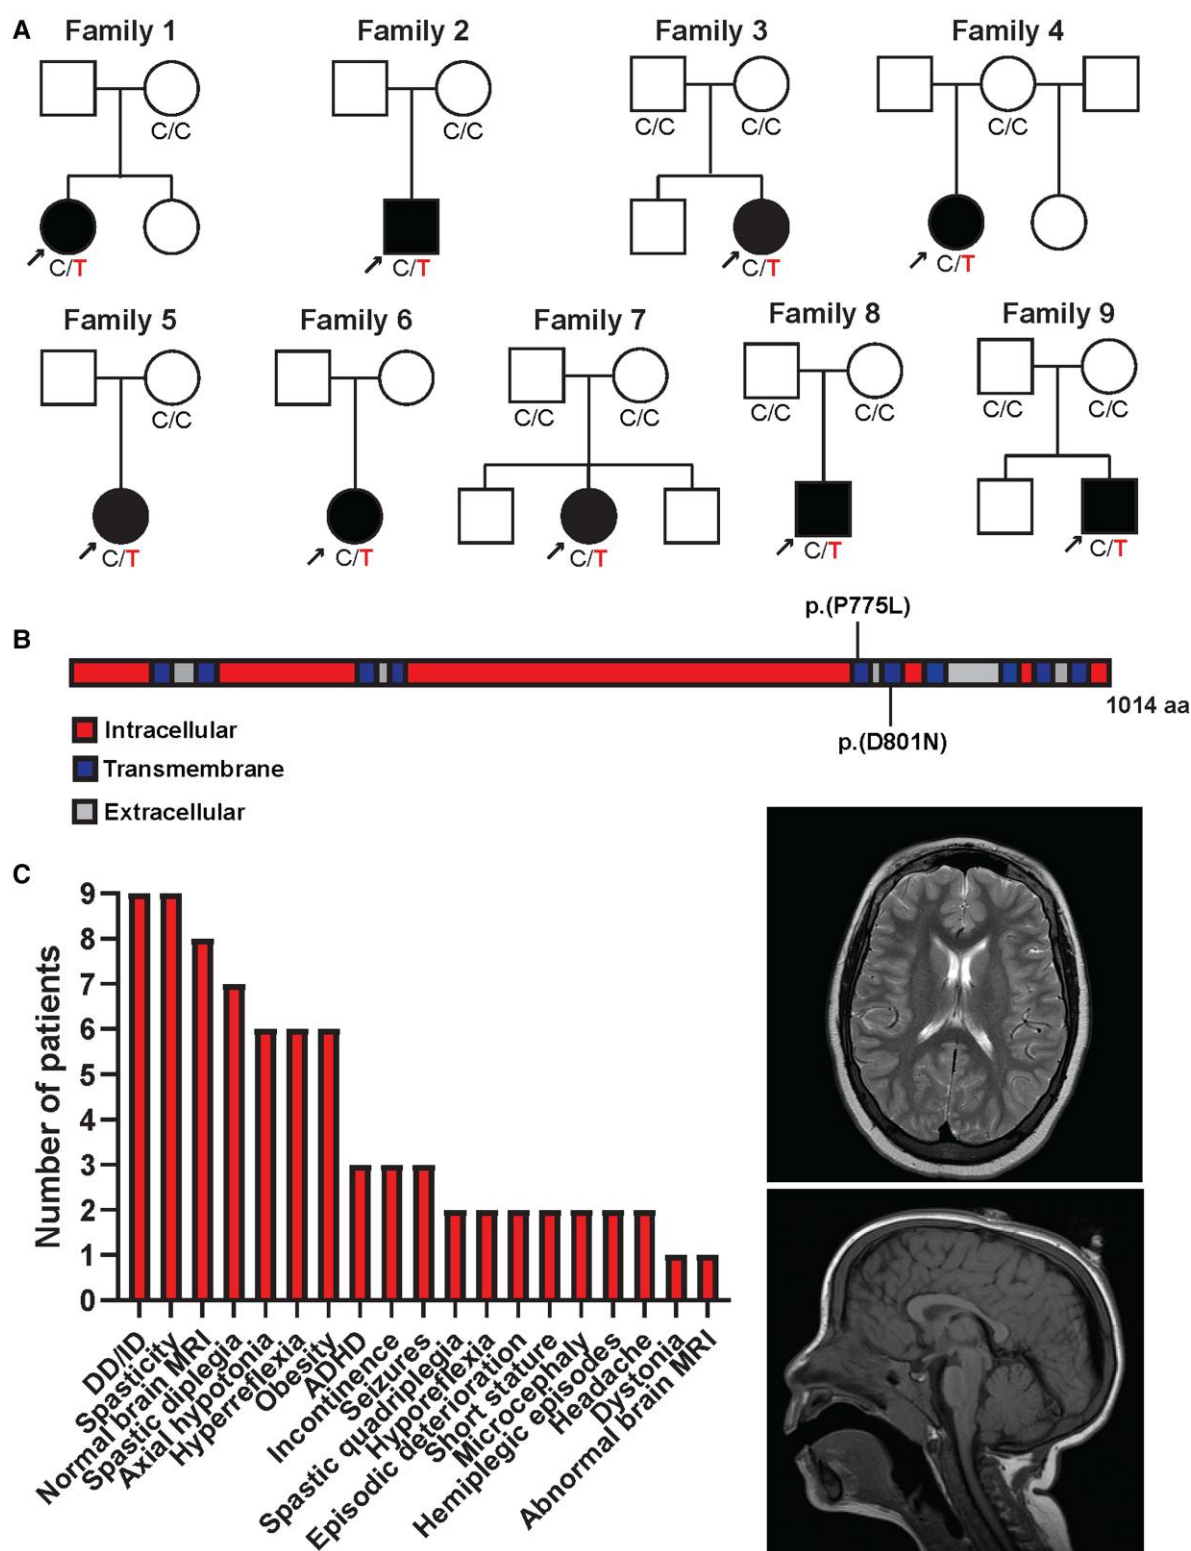 A
Family 1
Family 2
Family 3
Family 4
C/C
C/C
C/C
C/C
C/C
C/T
C/T
C/T
C/T
Family 5
Family 6
Family 7
Family 8
Family 9
C/C
C/C
C/C
C/C
C/C
C/C
C/C
C/T
C/T
C/T
C/T
C/T
B
p.(P775L)
1014 aa
p.(D801N)
Intracellular
Transmembrane
Extracellular
C
Number of patients
9
8
7
6
5
4
3
2
1
0
DD/ID
Spasticity
Normal brain MRI
Spastic diplegia
Axial hypotonia
Hyperreflexia
Obesity
ADHD
Incontinence
Seizures
Spastic quadriplegia
Hyporeflexia
Episodic deterioration
Short stature
Microcephaly
Hemiplegic episodes
Headache
Dystonia
Abnormal brain MRI